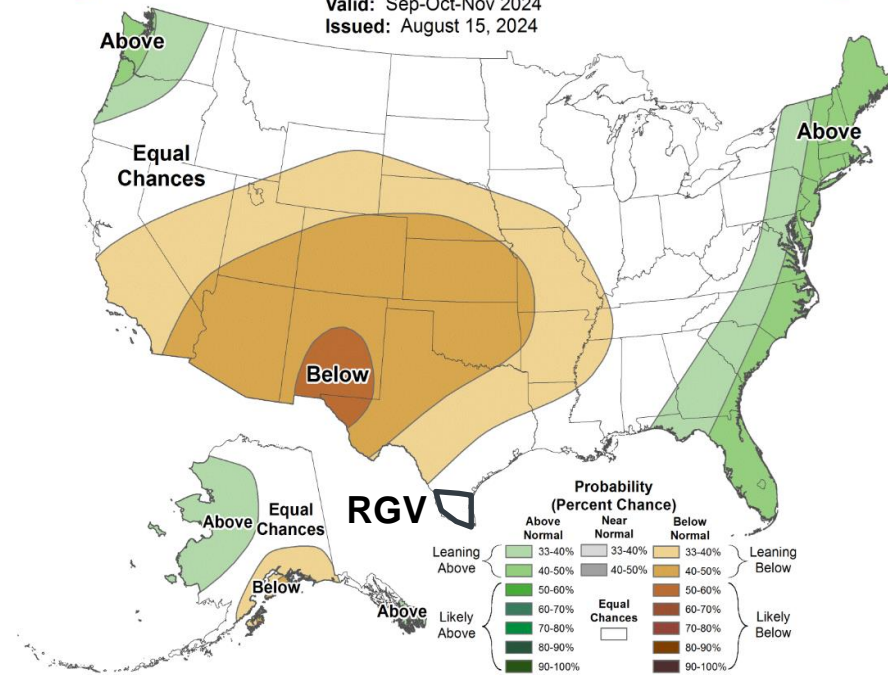 Valid: Sep-Oct-Nov 2024
Issued: August 15, 2024
Above
Equal
Chances
Above
Below
Above
Equal
Chances
Below
Above
RGV
Probability
(Percent Chance)
Above
Normal
Near
Normal
Below
Normal
Leaning
Above
33-40%
33-40%
33-40%
Leaning
Below
40-50%
40-50%
40-50%
Likely
Above
50-60%
60-70%
70-80%
80-90%
90-100%
Equal
Chances
50-60%
60-70%
70-80%
80-90%
90-100%
Likely
Below